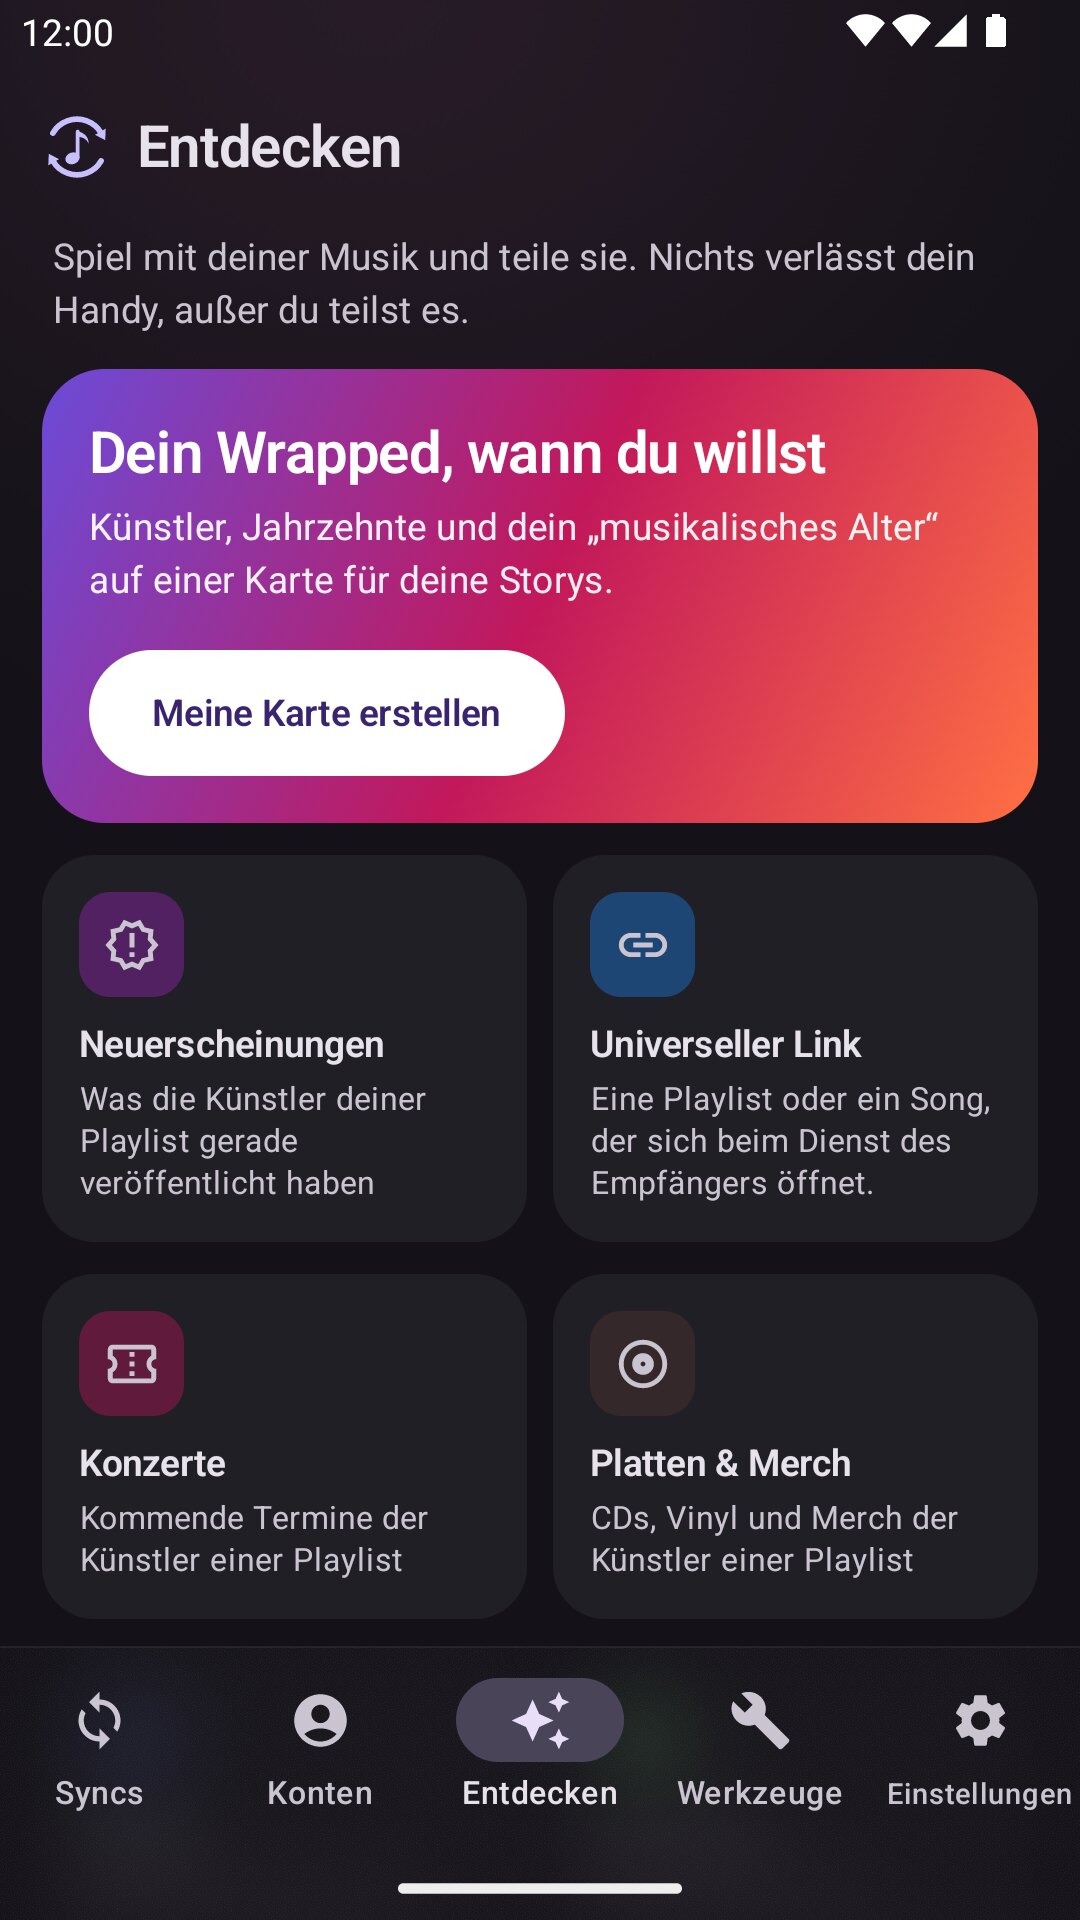 12:00
Entdecken
Spiel mit deiner Musik und teile sie. Nichts verlässt dein
Handy, außer du teilst es.
Dein Wrapped, wann du willst
Künstler, Jahrzehnte und dein „musikalisches Alter“
auf einer Karte für deine Storys.
Meine Karte erstellen
Neuerscheinungen
Was die Künstler deiner
Playlist gerade
veröffentlicht haben
Universeller Link
Eine Playlist oder ein Song,
der sich beim Dienst des
Empfängers öffnet.
Konzerte
Kommende Termine der
Künstler einer Playlist
Platten & Merch
CDs, Vinyl und Merch der
Künstler einer Playlist
Syncs
Konten
Entdecken
Werkzeuge
Einstellungen